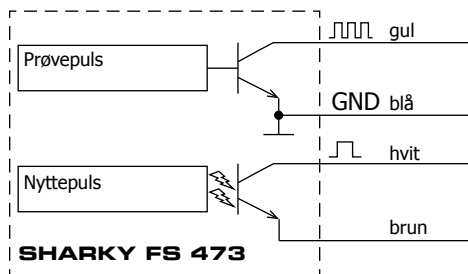 gul
Prøvepuls
GND blå
hvit
Nyttepuls
brun
SHARKY FS 473